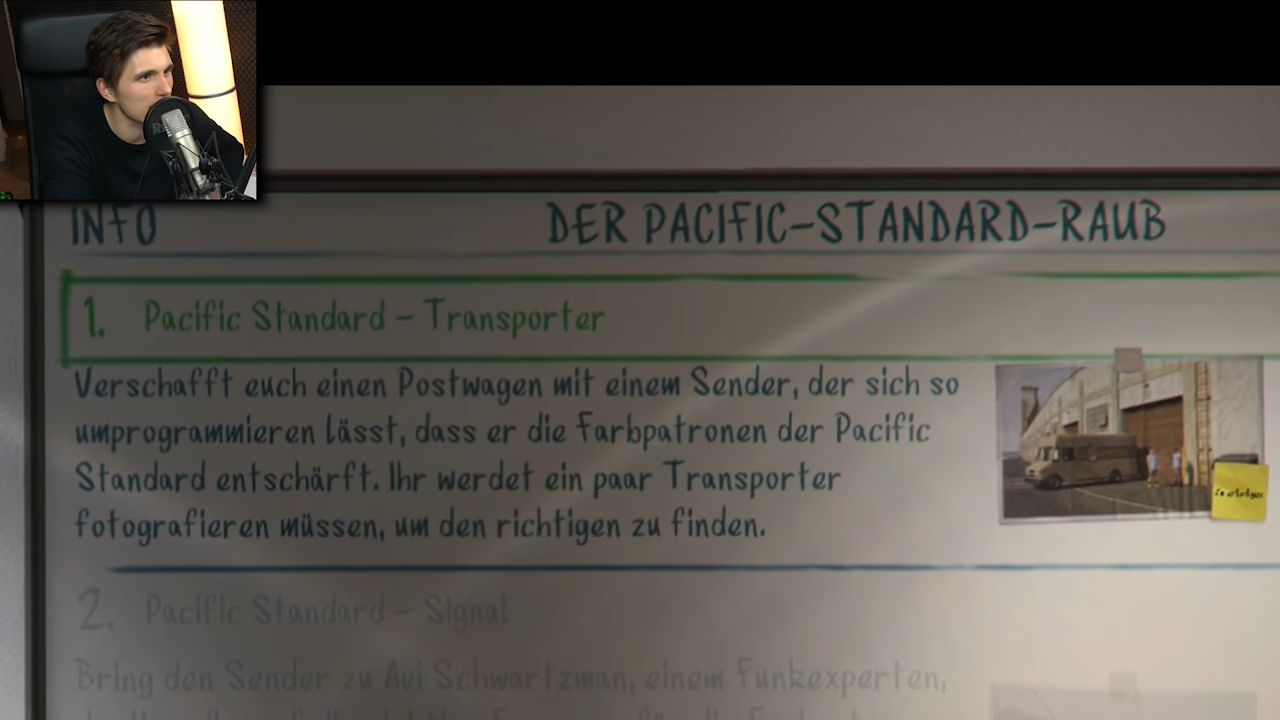 INFO
DER PACIFIC-STANDARD-RAUB
1. Pacific Standard - Transporter
Verschafft euch einen Postwagen mit einem Sender, der sich so
umprogrammieren lässt, dass er die Farbpatronen der Pacific
Standard entschärft. Ihr werdet ein paar Transporter
fotografieren müssen, um den richtigen zu finden.
2. Pacific Standard - Signal
Bring den Sender zu Avi Schwartzman, einem Funkexperten,